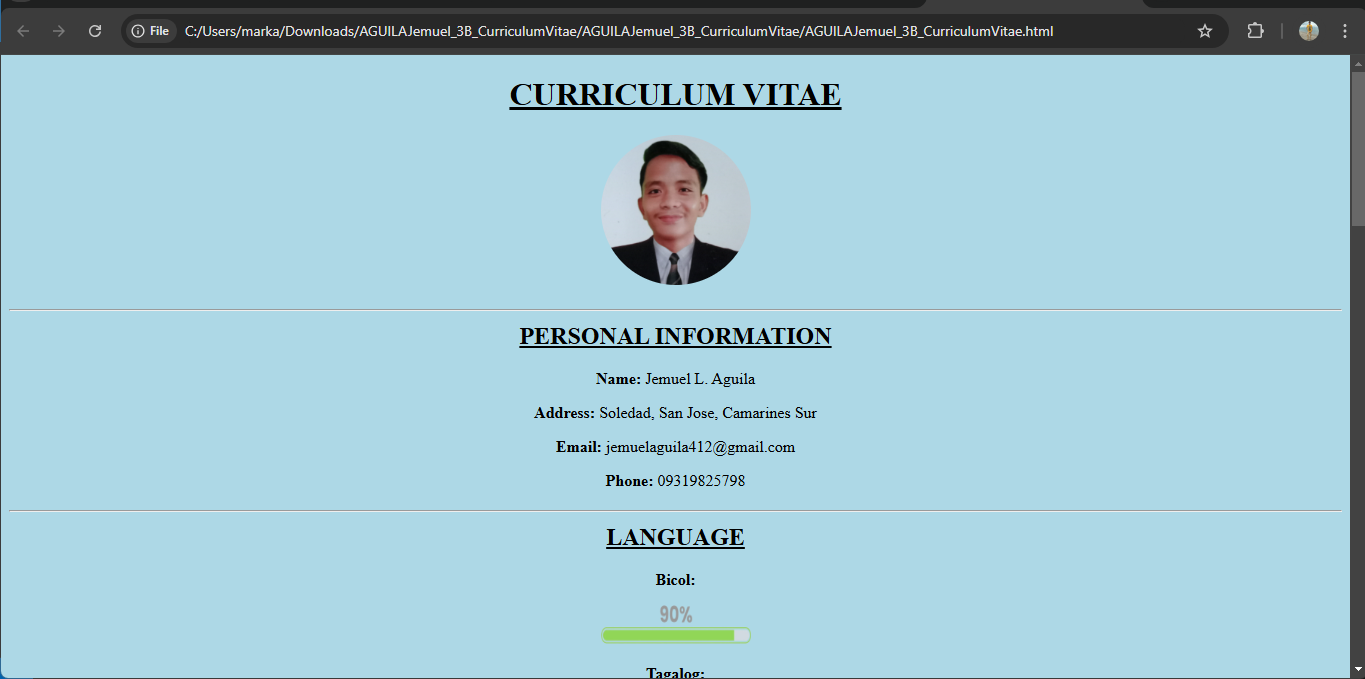 File
C:/Users/marka/Downloads/AGUILAJemuel_3B_CurriculumVitae/AGUILAJemuel_3B_CurriculumVitae/AGUILAJemuel_3B_CurriculumVitae.html
CURRICULUM VITAE
PERSONAL INFORMATION
Name: Jemuel L. Aguila
Address: Soledad, San Jose, Camarines Sur
Email: jemuelaguila412@gmail.com
Phone: 09319825798
LANGUAGE
Bicol:
90%
Tagalog: